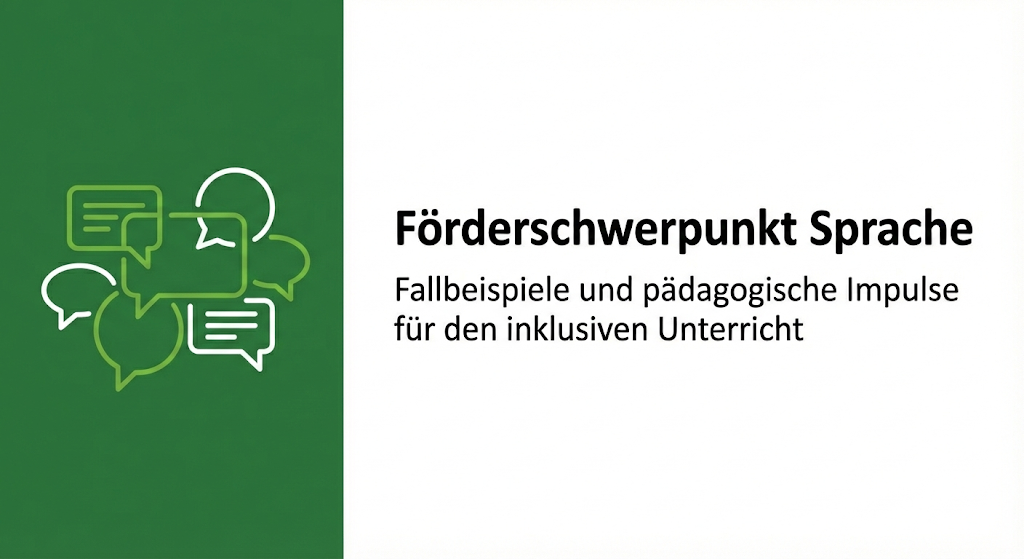 Förderschwerpunkt Sprache
Fallbeispiele und pädagogische Impulse
für den inklusiven Unterricht